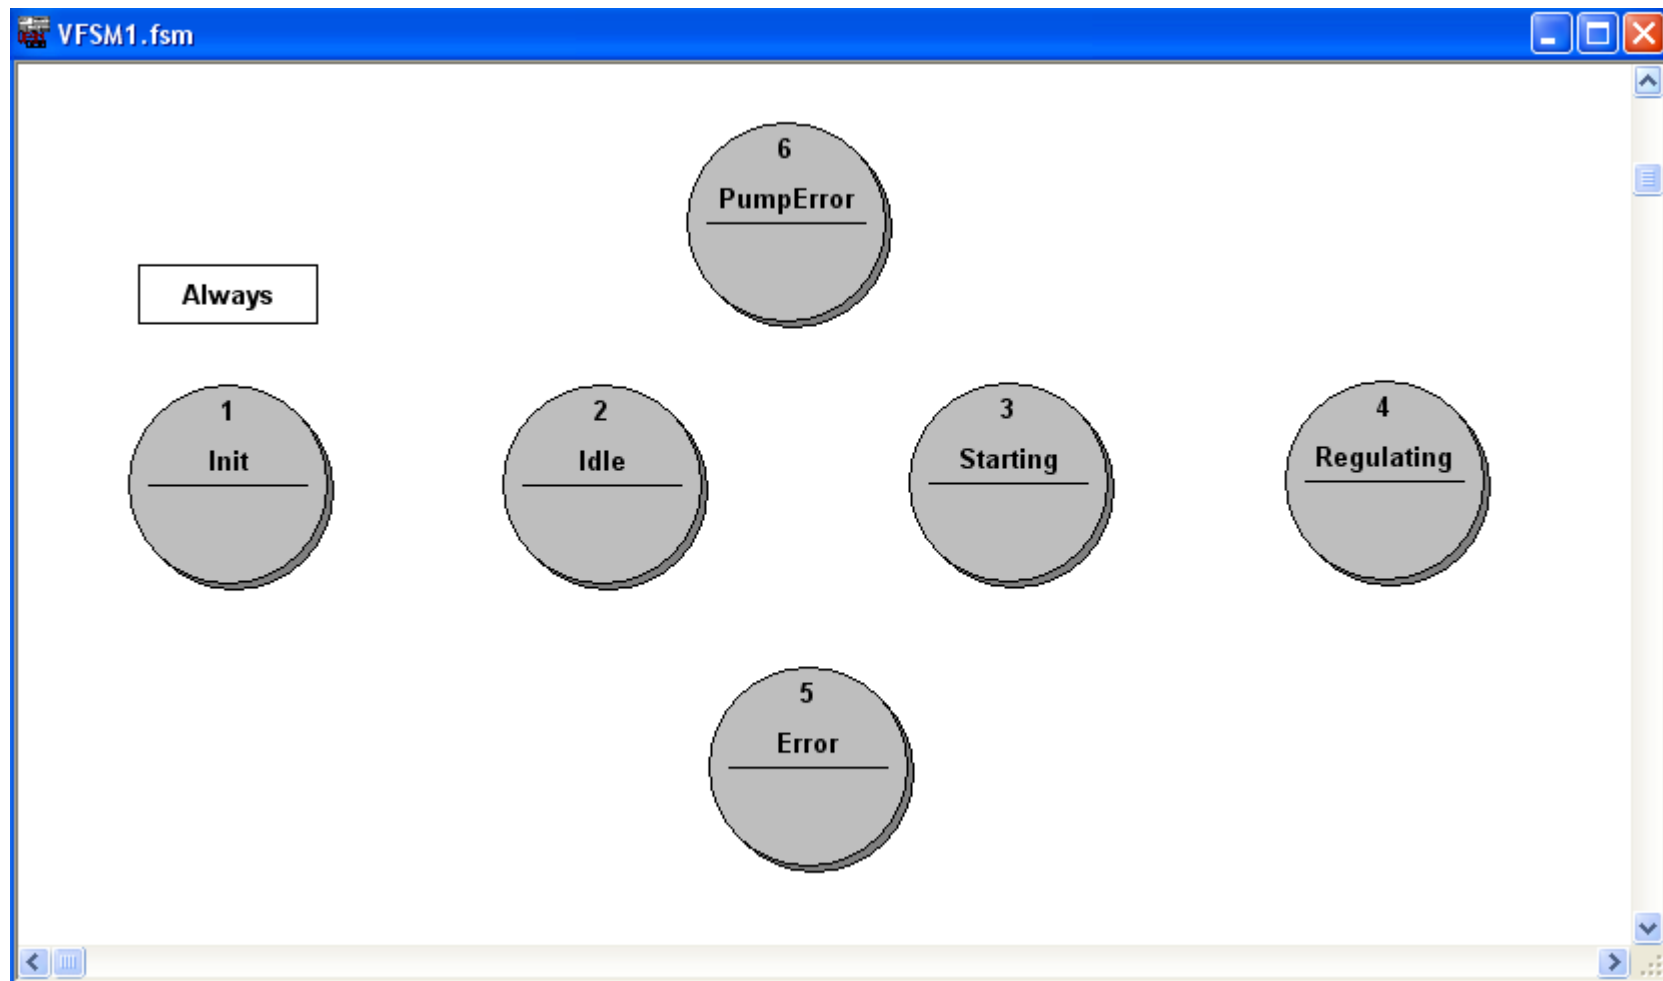 VFSM1.fsm
6
PumpError
Always
1
Init
2
Idle
3
Starting
4
Regulating
5
Error